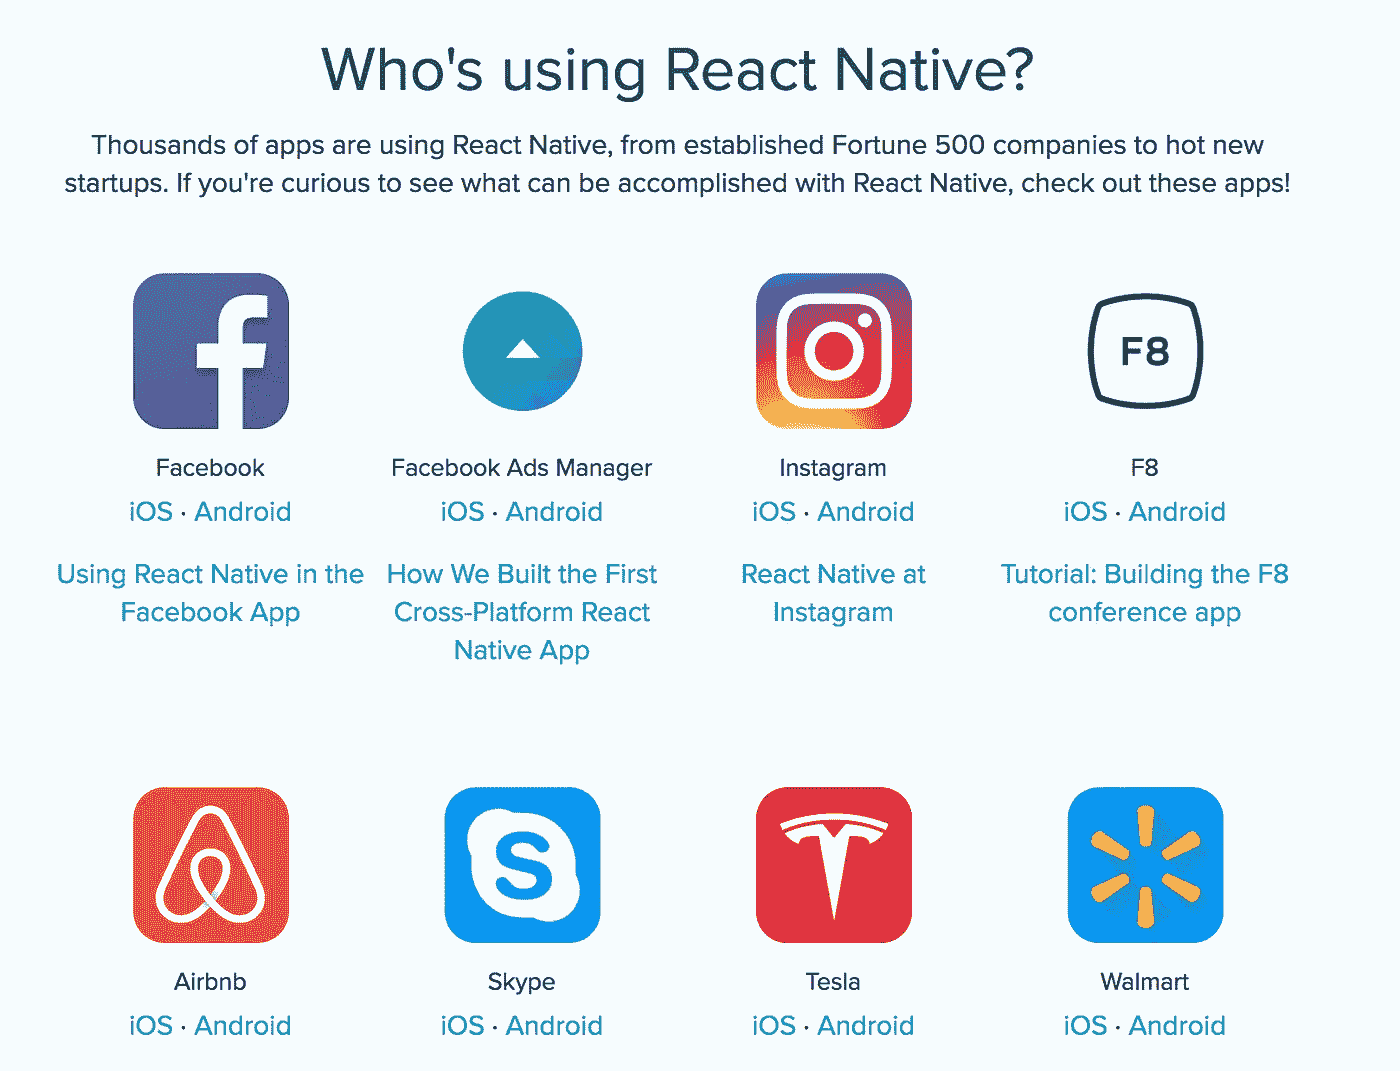 Who's using React Native?
Thousands of apps are using React Native, from established Fortune 500 companies to hot new
startups. If you're curious to see what can be accomplished with React Native, check out these apps!
F8
Facebook
Facebook Ads Manager
Instagram
F8
iOS · Android
iOS · Android
iOS · Android
iOS · Android
Using React Native in the
Facebook App
How We Built the First
Cross-Platform React
Native App
React Native at
Instagram
Tutorial: Building the F8
conference app
Airbnb
Skype
Tesla
Walmart
iOS · Android
iOS · Android
iOS · Android
iOS · Android